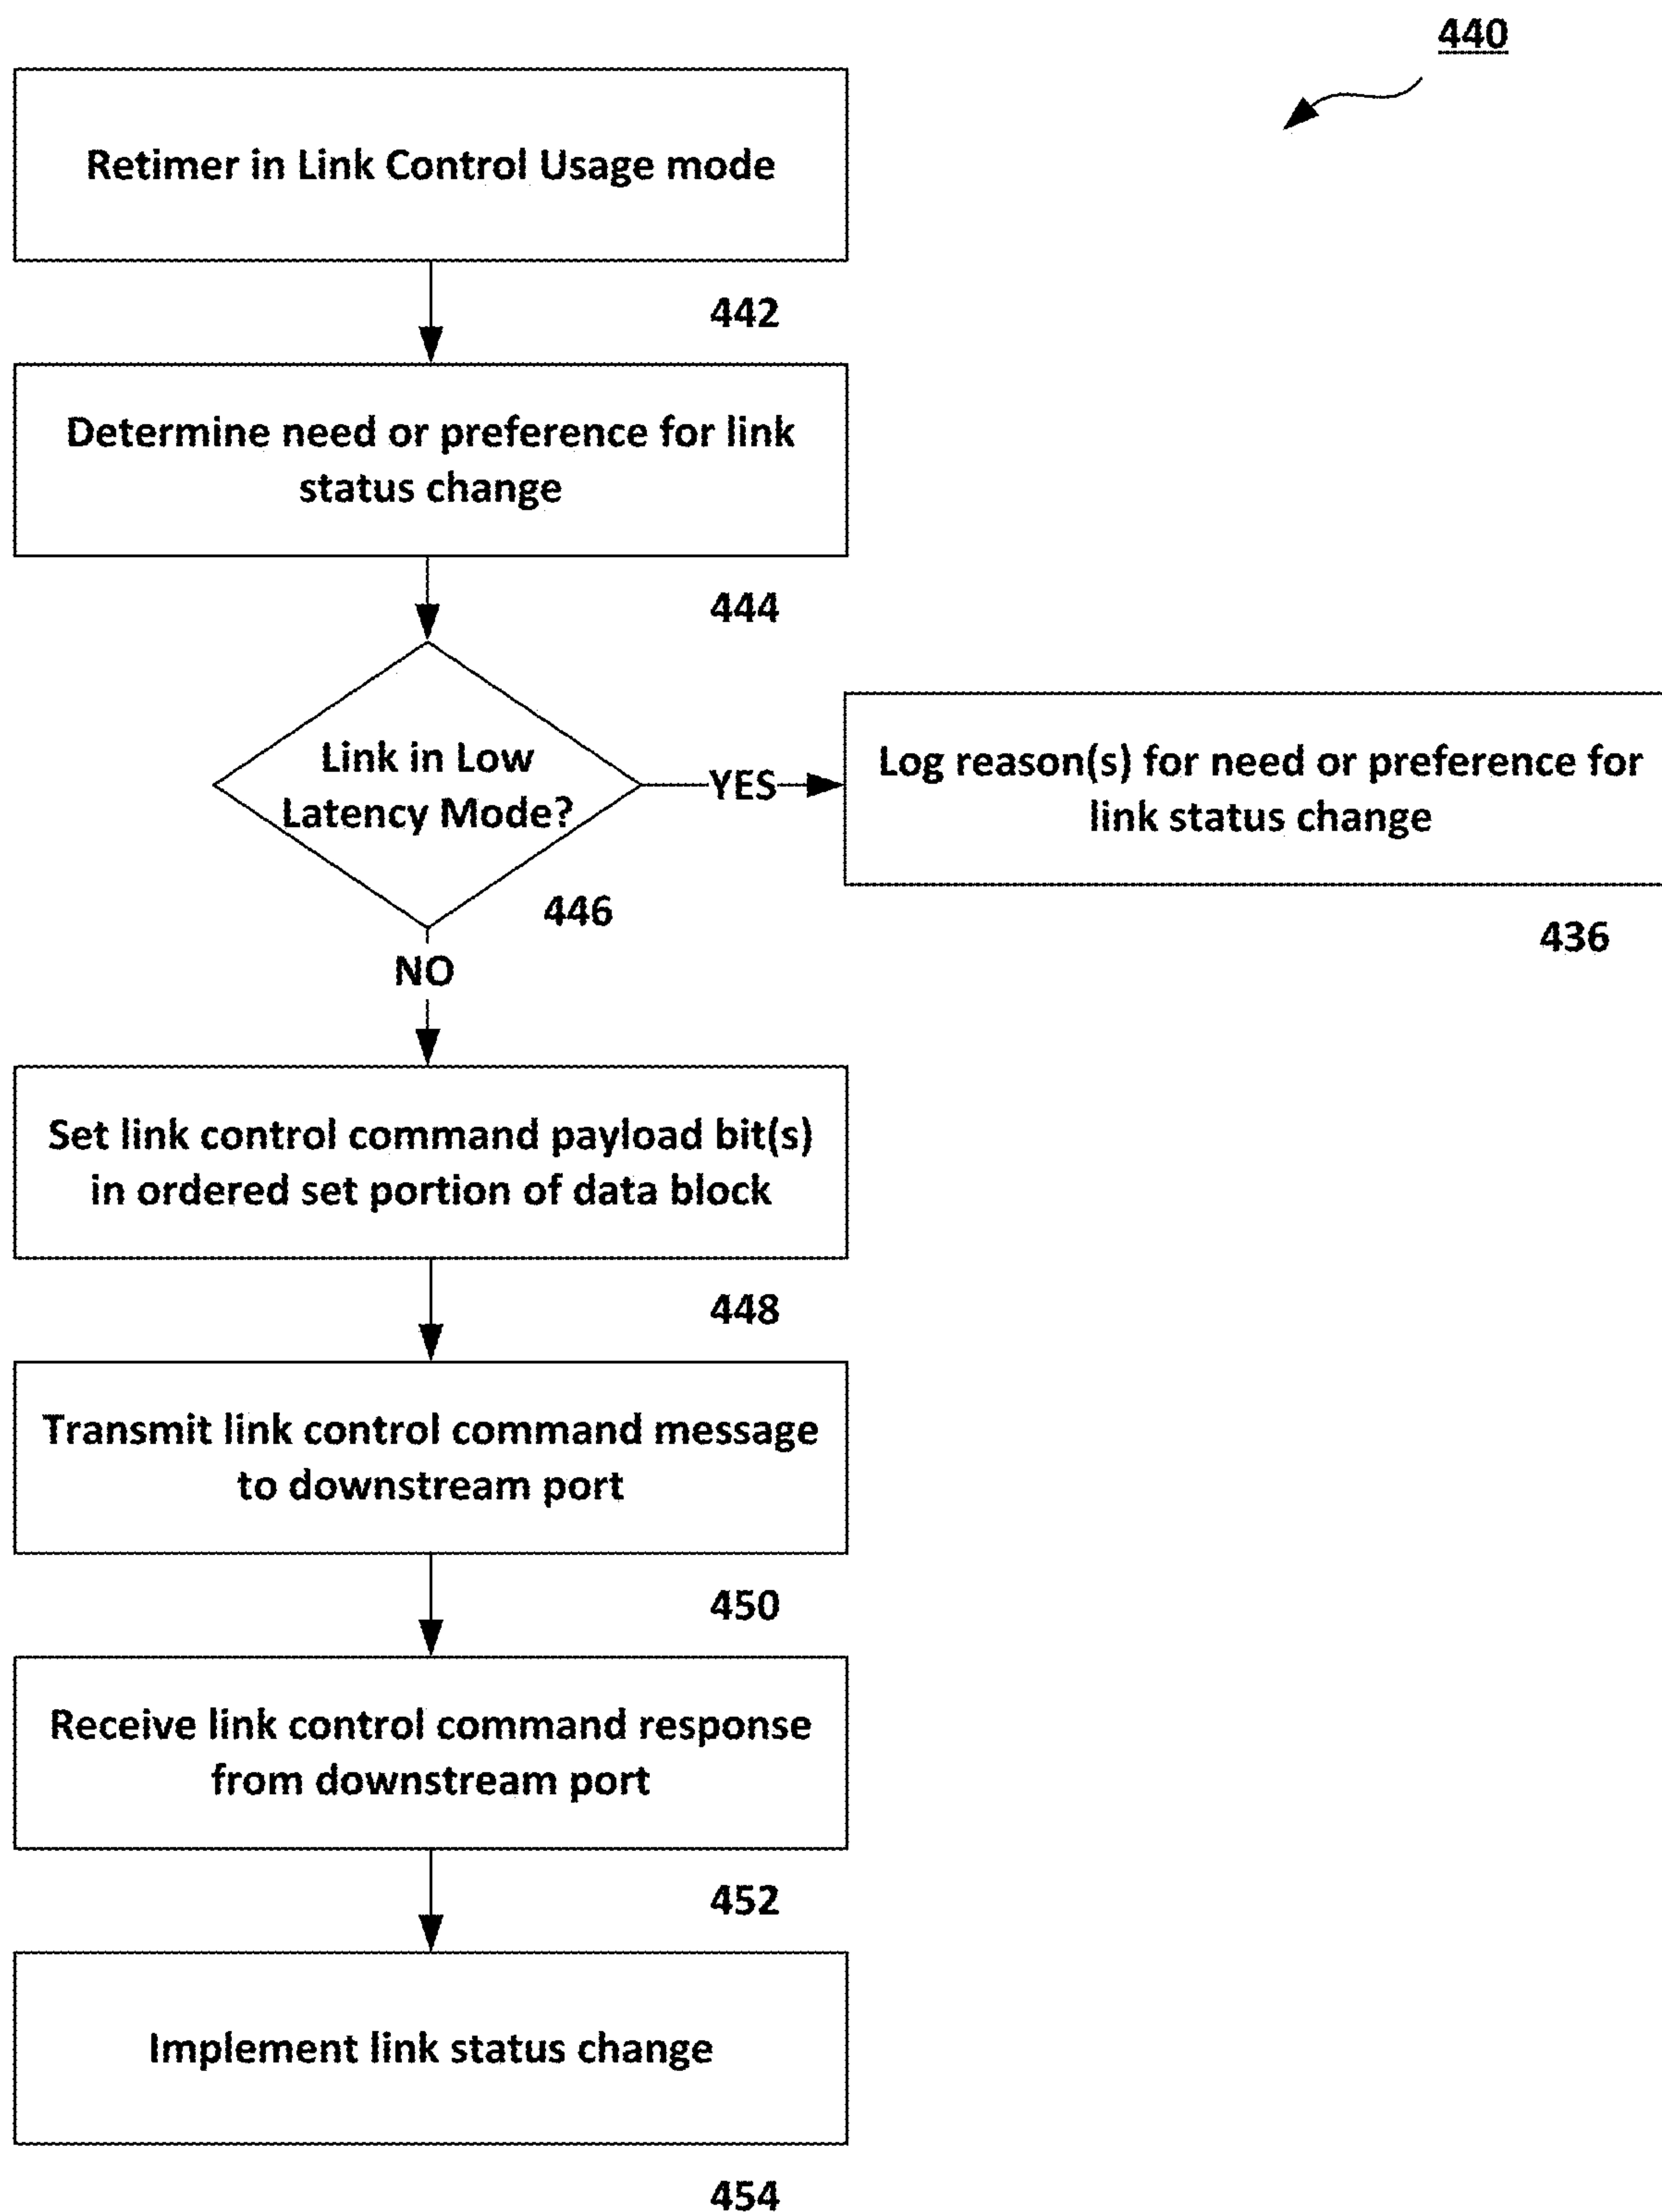 440
Retimer in Link Control Usage mode
442
Determine need or preference for link
status change
444
Link in Low
Latency Mode?
446
YES
Log reason(s) for need or preference for
link status change
436
NO
Set link control command payload bit(s)
in ordered set portion of data block
448
Transmit link control command message
to downstream port
450
Receive link control command response
from downstream port
452
Implement link status change
454